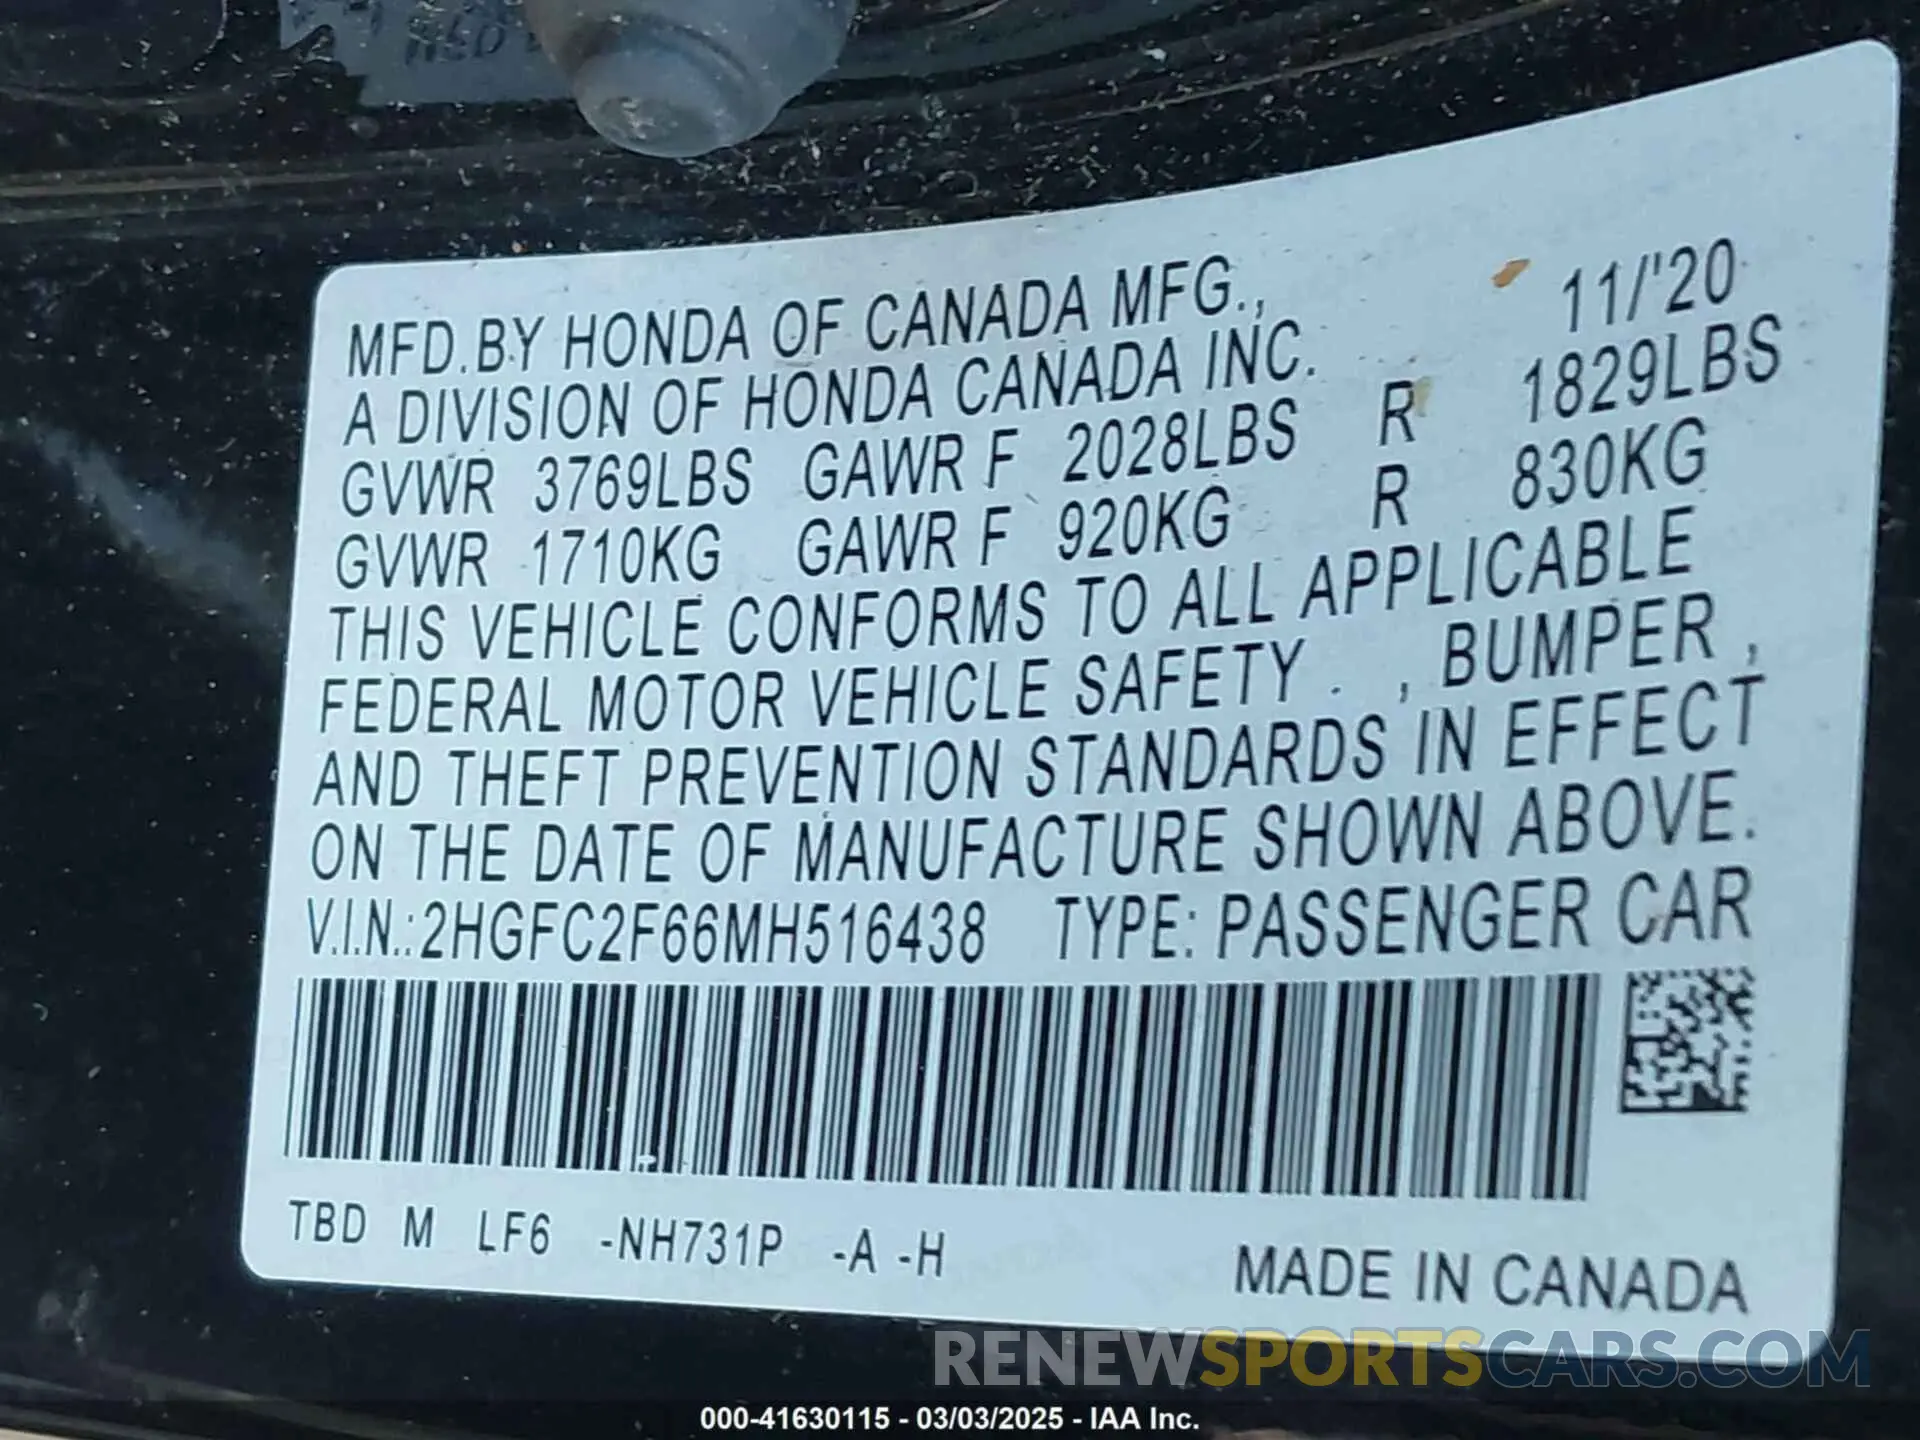 MFD.BY HONDA OF CANADA MFG., 11/'20
A DIVISION OF HONDA CANADA INC.
GVWR 3769LBS GAWR F 2028LBS R 1829LBS
GVWR 1710KG GAWR F 920KG R 830KG
THIS VEHICLE CONFORMS TO ALL APPLICABLE
FEDERAL MOTOR VEHICLE SAFETY . , BUMPER ,
AND THEFT PREVENTION STANDARDS IN EFFECT
ON THE DATE OF MANUFACTURE SHOWN ABOVE.
V.I.N.:2HGFC2F66MH516438 TYPE: PASSENGER CAR
TBD M LF6 -NH731P -A -H
MADE IN CANADA
RENEWSPORTSCARS.COM
000-41630115 - 03/03/2025 - IAA Inc.